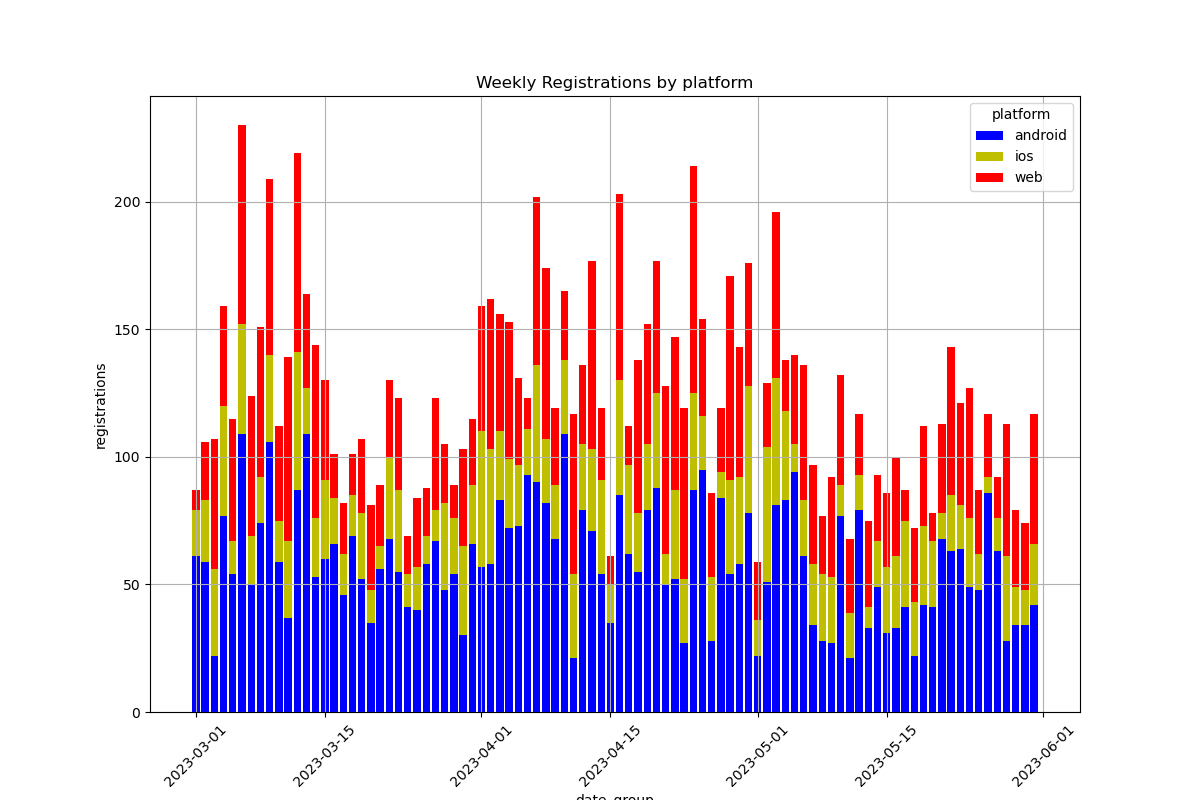 Weekly Registrations by platform
platform
android
ios
web
registrations
200
150
100
50
0
2023-03-01
2023-03-15
2023-04-01
2023-04-15
2023-05-01
2023-05-15
2023-06-01
date_group